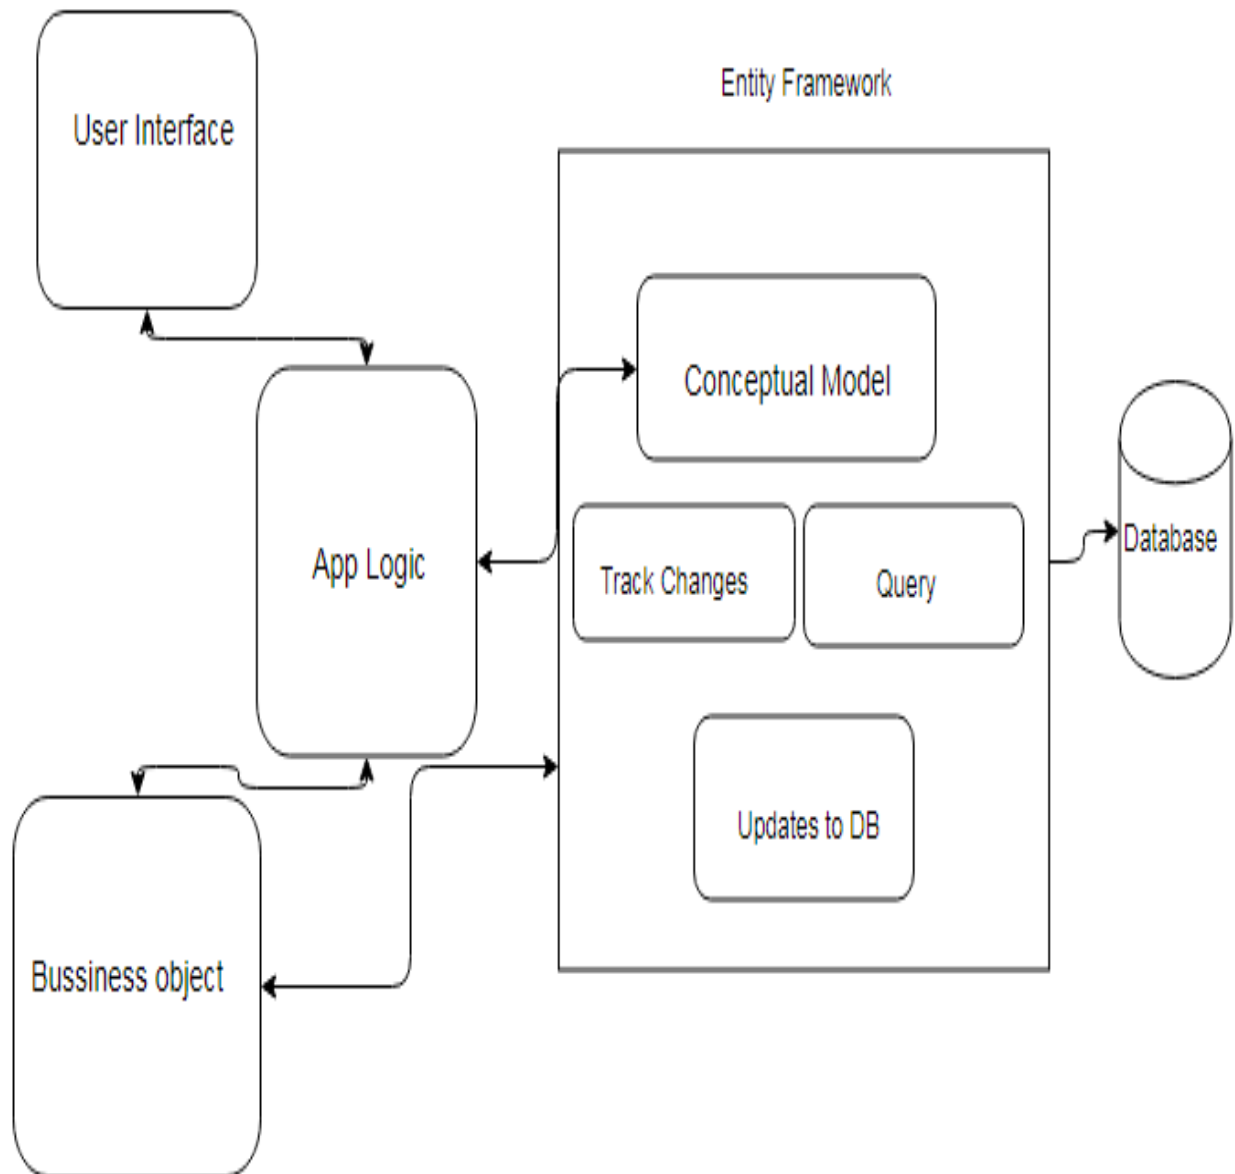 User Interface
Entity Framework
Conceptual Model
App Logic
Track Changes
Query
Database
Updates to DB
Bussiness object